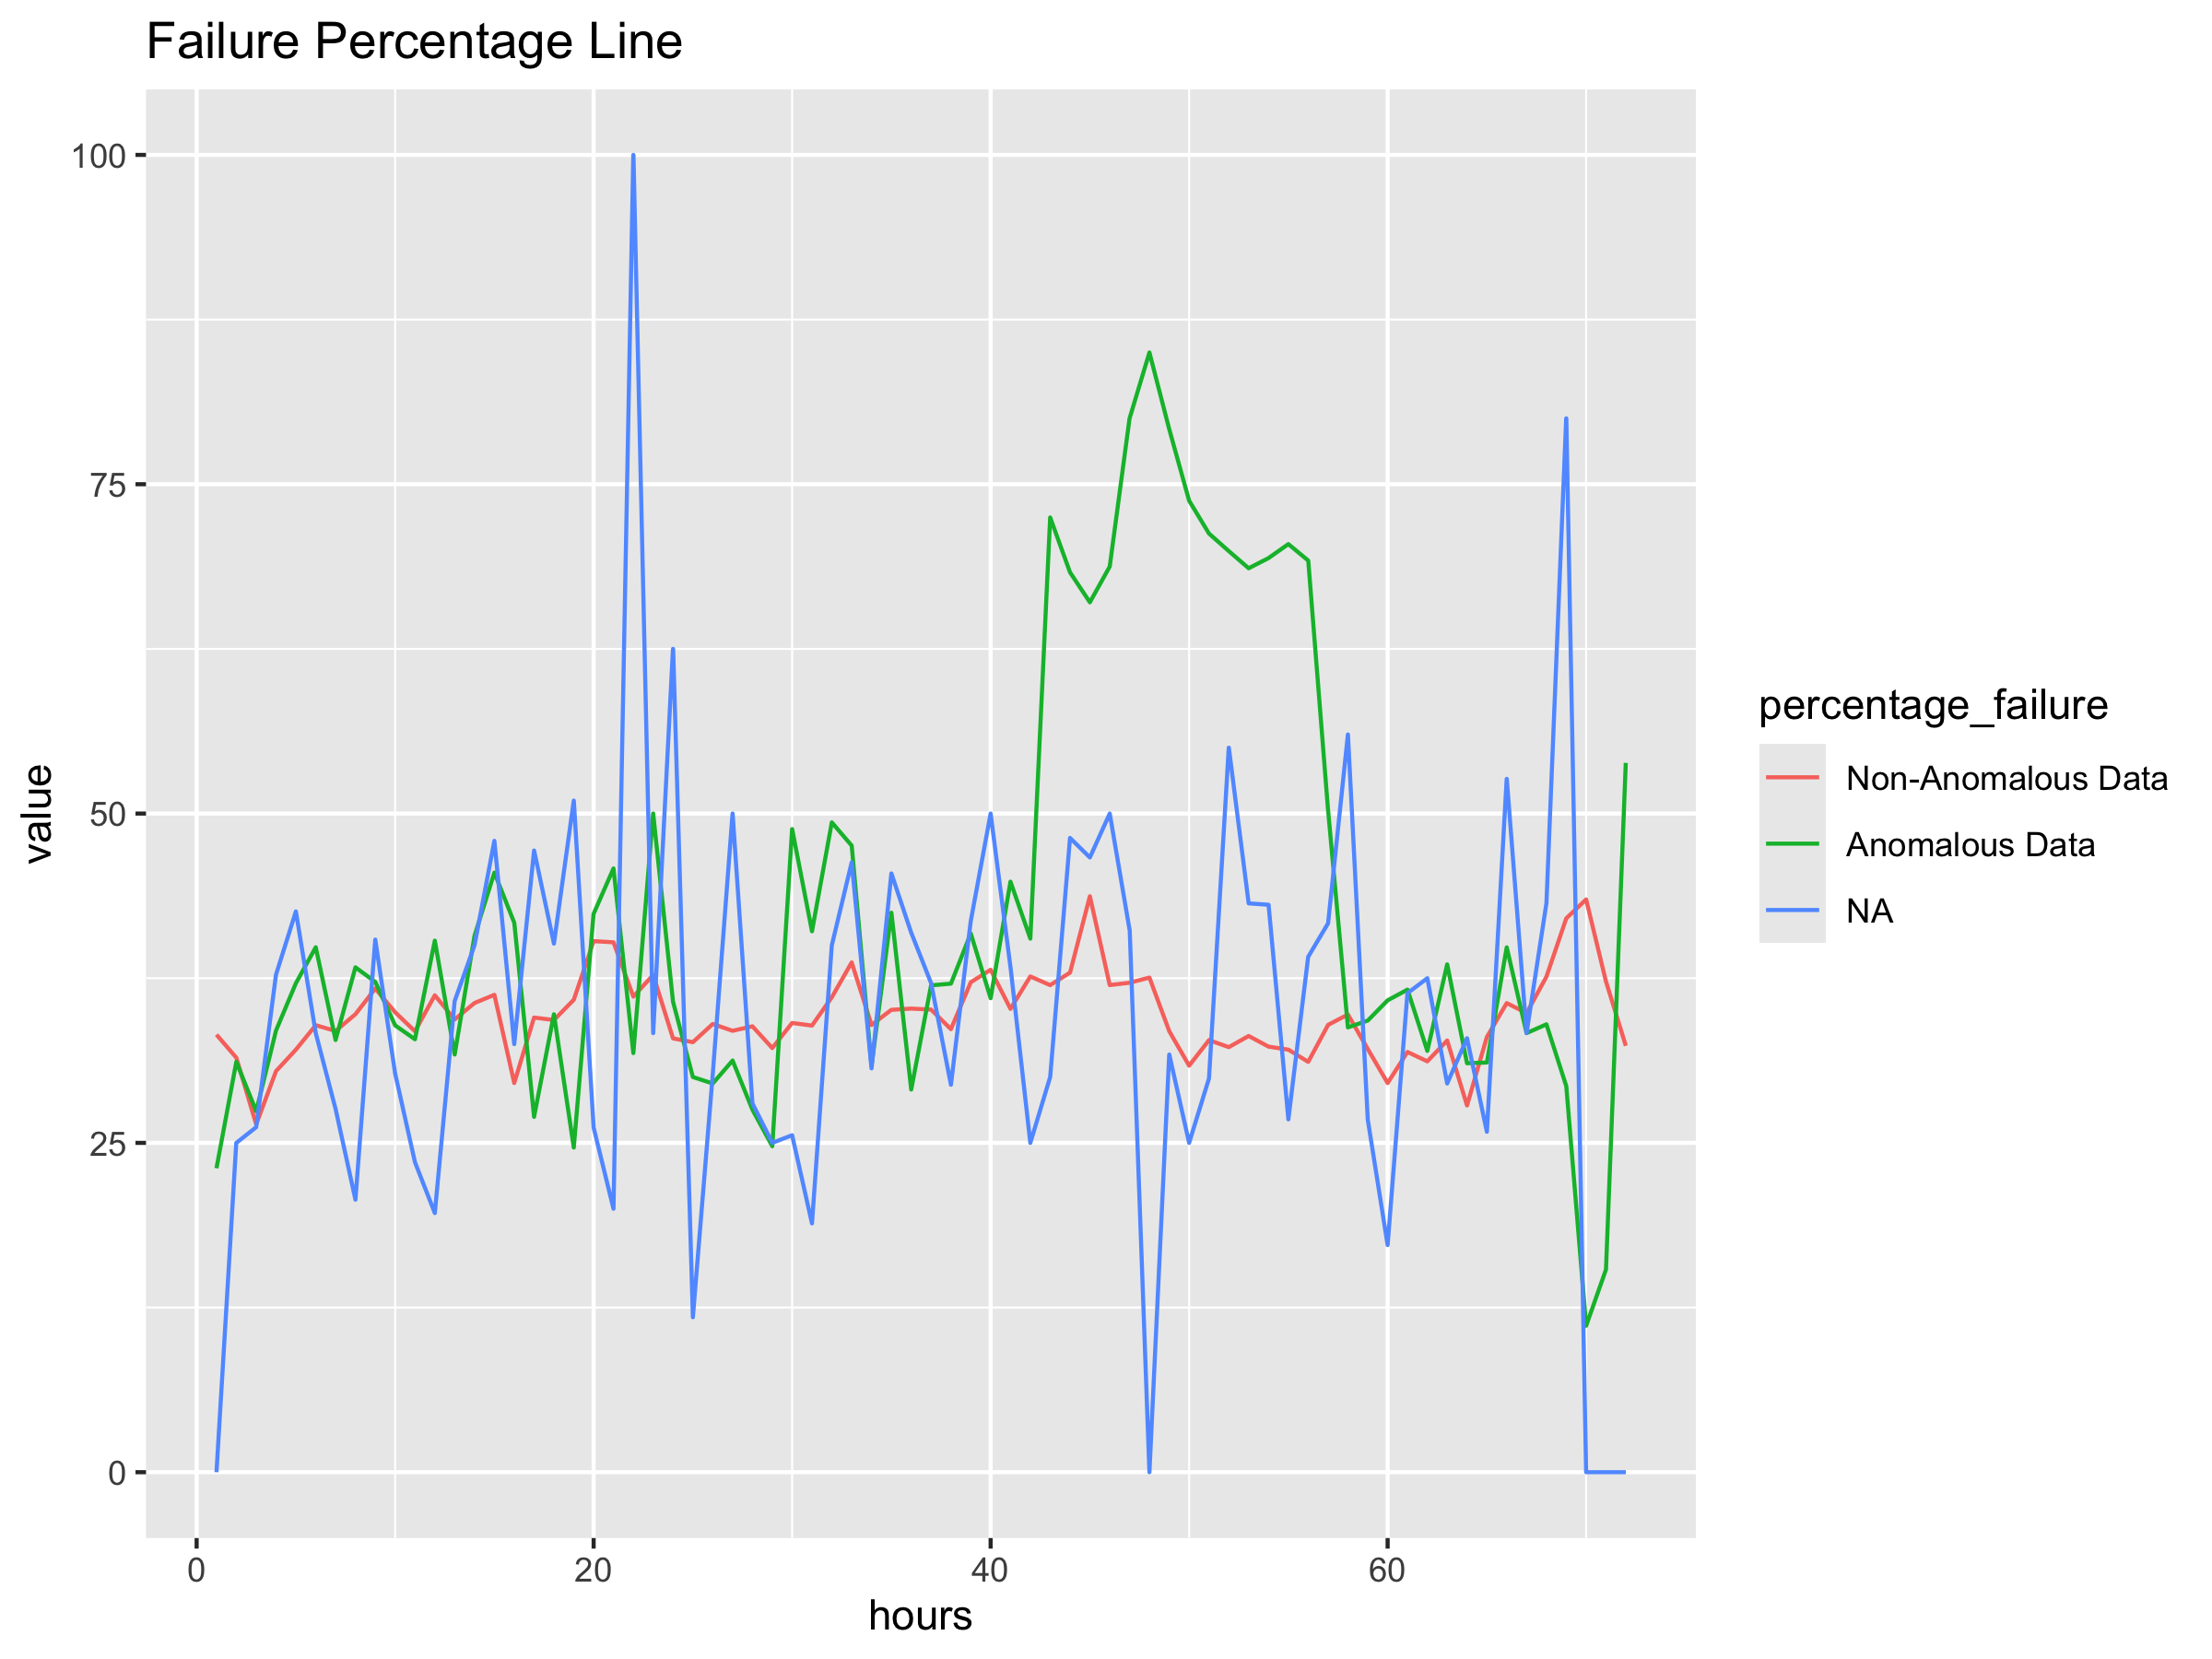 Failure Percentage Line
value
100
75
50
25
0
0 20 40 60
hours
percentage_failure
Non-Anomalous Data
Anomalous Data
NA